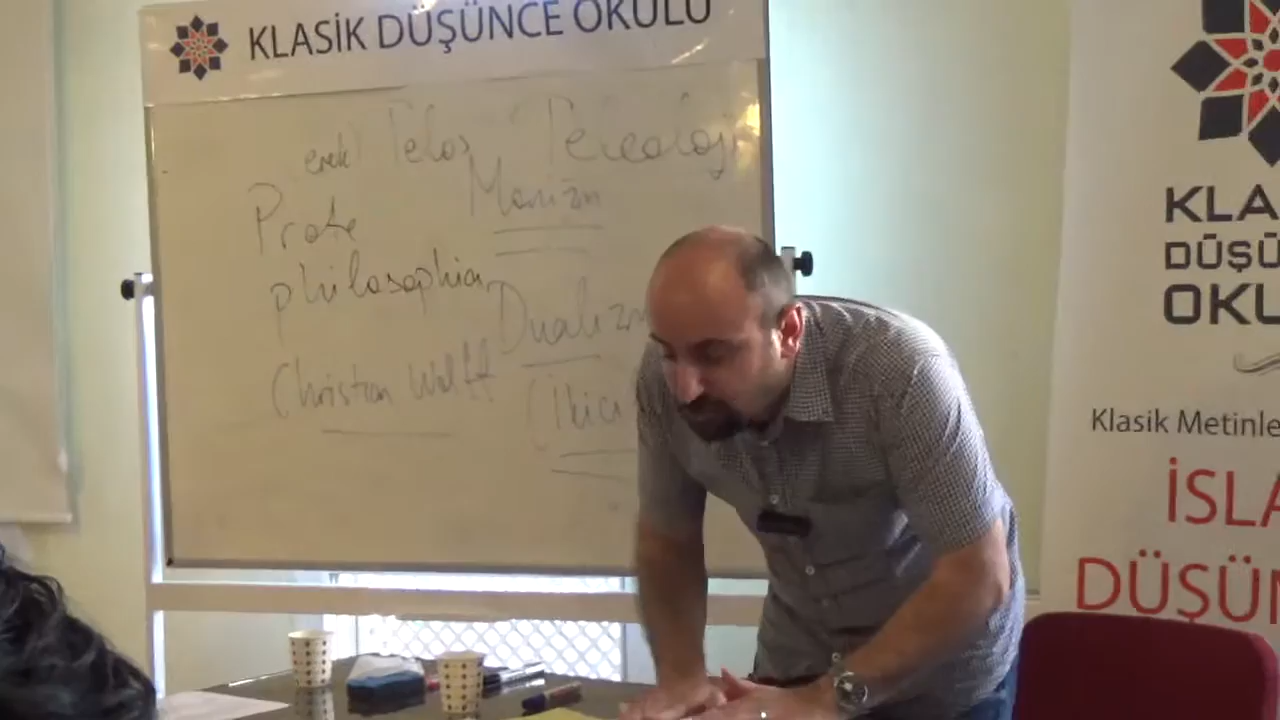 KLASİK DÜŞÜNCE OKULU
erek) Telos Teleoloji
Monizm
Prote
philosophia
Dualizm
Christian Wolff
(İkici
KLA
DÜŞÜ
OKU
Klasik Metinle
İSLA
DÜŞÜN